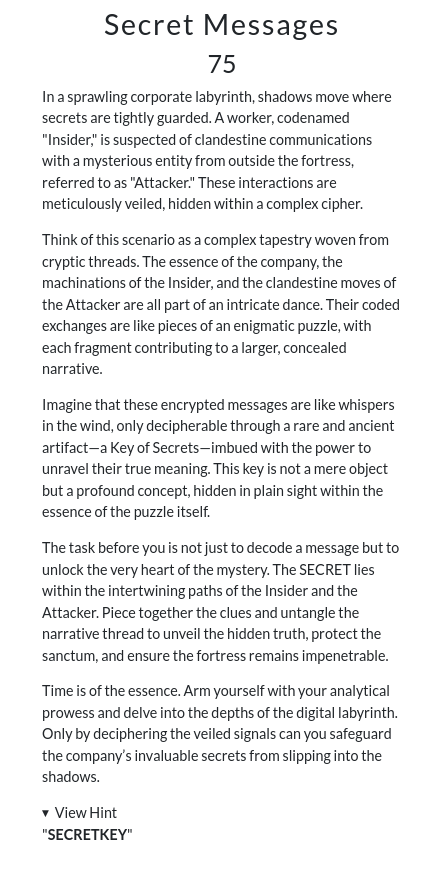 Secret Messages
75
In a sprawling corporate labyrinth, shadows move where
secrets are tightly guarded. A worker, codenamed
"Insider," is suspected of clandestine communications
with a mysterious entity from outside the fortress,
referred to as "Attacker." These interactions are
meticulously veiled, hidden within a complex cipher.
Think of this scenario as a complex tapestry woven from
cryptic threads. The essence of the company, the
machinations of the Insider, and the clandestine moves of
the Attacker are all part of an intricate dance. Their coded
exchanges are like pieces of an enigmatic puzzle, with
each fragment contributing to a larger, concealed
narrative.
Imagine that these encrypted messages are like whispers
in the wind, only decipherable through a rare and ancient
artifact—a Key of Secrets—imbued with the power to
unravel their true meaning. This key is not a mere object
but a profound concept, hidden in plain sight within the
essence of the puzzle itself.
The task before you is not just to decode a message but to
unlock the very heart of the mystery. The SECRET lies
within the intertwining paths of the Insider and the
Attacker. Piece together the clues and untangle the
narrative thread to unveil the hidden truth, protect the
sanctum, and ensure the fortress remains impenetrable.
Time is of the essence. Arm yourself with your analytical
prowess and delve into the depths of the digital labyrinth.
Only by deciphering the veiled signals can you safeguard
the company's invaluable secrets from slipping into the
shadows.
▾ View Hint
"SECRETKEY"